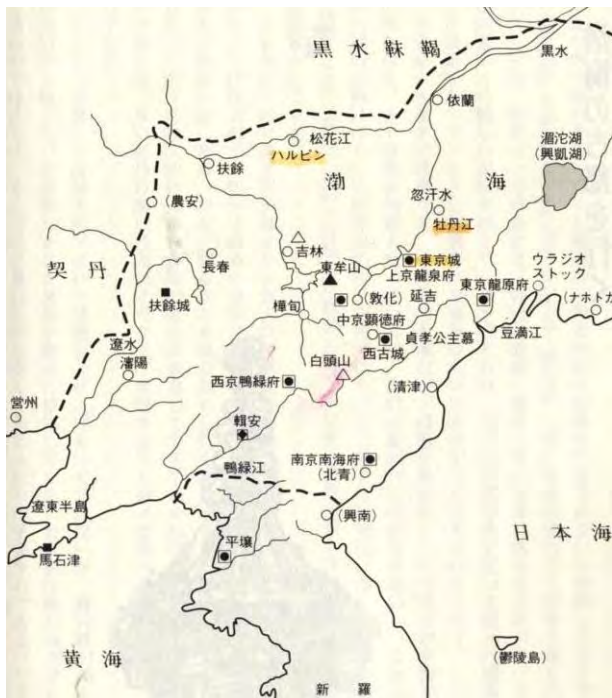 黒水靺鞨
黒水
依蘭
松花江
ハルビン
扶餘
渤海
湄沱湖
(興凱湖)
忽汗水
牡丹江
(農安)
吉林
契丹
長春
東牟山
東京城
上京龍泉府
ウラジオ
ストック
扶餘城
(敦化)
延吉
東京龍原府
(ナホトカ
樺甸
中京顕徳府
豆満江
貞孝公主墓
遼水
西古城
瀋陽
白頭山
西京鴨緑府
(清津)
営州
輯安
鴨緑江
南京南海府
(北青)
遼東半島
(興南)
日本海
平壌
馬石津
黄海
(鬱陵島)
新羅